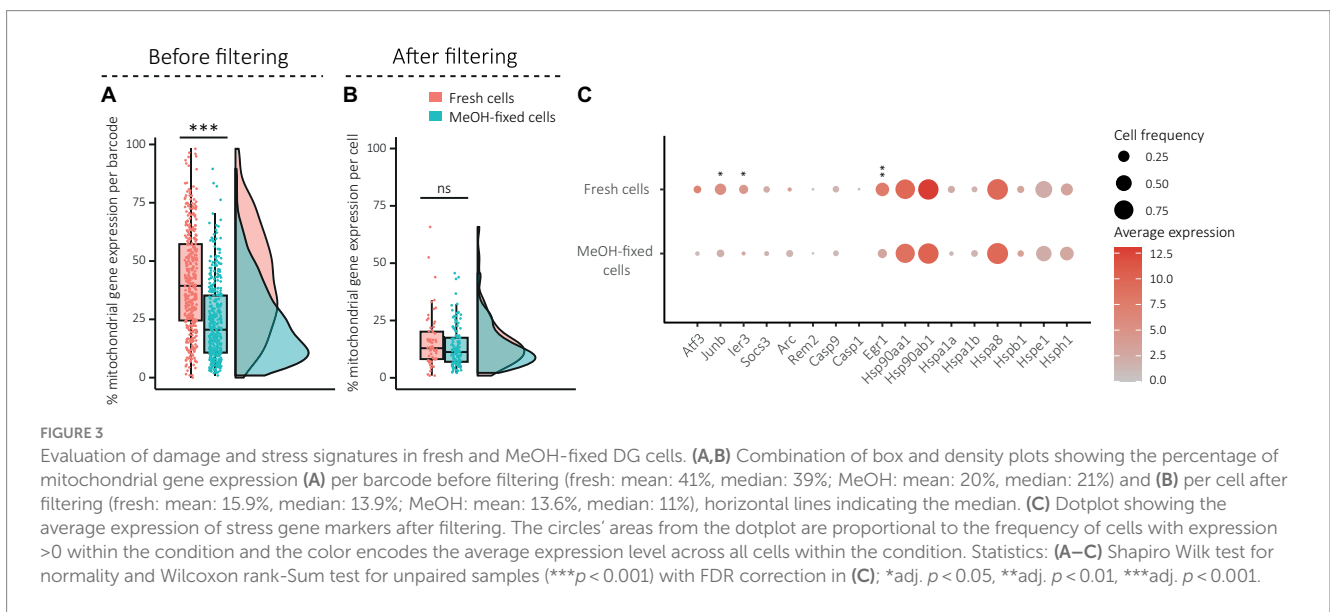 Before filtering
After filtering
A
B
C
Fresh cells
MeOH-fixed cells
% mitochondrial gene expression per barcode
***
100
75
50
25
0
% mitochondrial gene expression per cell
ns
100
75
50
25
0
Fresh cells
MeOH-fixed
cells
*
*
**
Atf3
Junb
Ier3
Socs3
Arc
Rem2
Casp9
Casp1
Egr1
Hsp90aa1
Hsp90ab1
Hspa1a
Hspa1b
Hspa8
Hspb1
Hspe1
Hsph1
Cell frequency
0.25
0.50
0.75
Average expression
12.5
10.0
7.5
5.0
2.5
0.0
FIGURE 3
Evaluation of damage and stress signatures in fresh and MeOH-fixed DG cells. (A,B) Combination of box and density plots showing the percentage of
mitochondrial gene expression (A) per barcode before filtering (fresh: mean: 41%, median: 39%; MeOH: mean: 20%, median: 21%) and (B) per cell after
filtering (fresh: mean: 15.9%, median: 13.9%; MeOH: mean: 13.6%, median: 11%), horizontal lines indicating the median. (C) Dotplot showing the
average expression of stress gene markers after filtering. The circles’ areas from the dotplot are proportional to the frequency of cells with expression
>0 within the condition and the color encodes the average expression level across all cells within the condition. Statistics: (A–C) Shapiro Wilk test for
normality and Wilcoxon rank-Sum test for unpaired samples (***p < 0.001) with FDR correction in (C); *adj. p < 0.05, **adj. p < 0.01, ***adj. p < 0.001.